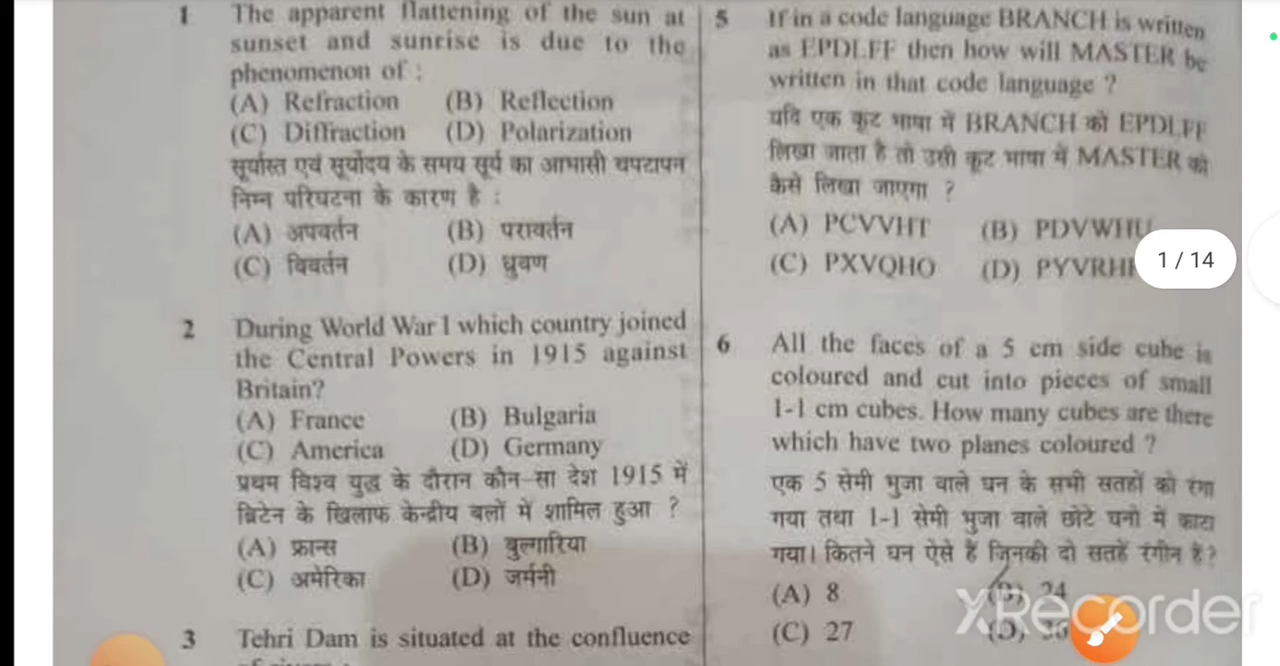 1 The apparent flattening of the sun at
sunset and sunrise is due to the
phenomenon of :
(A) Refraction (B) Reflection
(C) Diffraction (D) Polarization
सूर्यास्त एवं सूर्योदय के समय सूर्य का आभासी चपटापन
निम्न परिघटना के कारण है :
(A) अपवर्तन (B) परावर्तन
(C) विवर्तन (D) ध्रुवण
2 During World War I which country joined
the Central Powers in 1915 against
Britain?
(A) France (B) Bulgaria
(C) America (D) Germany
प्रथम विश्व युद्ध के दौरान कौन-सा देश 1915 में
ब्रिटेन के खिलाफ केन्द्रीय बलों में शामिल हुआ ?
(A) फ्रान्स (B) बुल्गारिया
(C) अमेरिका (D) जर्मनी
3 Tehri Dam is situated at the confluence
5 If in a code language BRANCH is written
as EPDLFF then how will MASTER be
written in that code language ?
यदि एक कूट भाषा में BRANCH को EPDLFF
लिखा जाता है तो उसी कूट भाषा में MASTER को
कैसे लिखा जाएगा ?
(A) PCVVHT (B) PDVWHU
(C) PXVQHO (D)
1 / 14
6 All the faces of a 5 cm side cube is
coloured and cut into pieces of small
1-1 cm cubes. How many cubes are there
which have two planes coloured ?
एक 5 सेमी भुजा वाले घन के सभी सतहों को रंगा
गया तथा 1-1 सेमी भुजा वाले छोटे घनो में काटा
गया। कितने घन ऐसे हैं जिनकी दो सतहें रंगीन है?
(A) 8 (B) 24
(C) 27 (D)
XRecorder